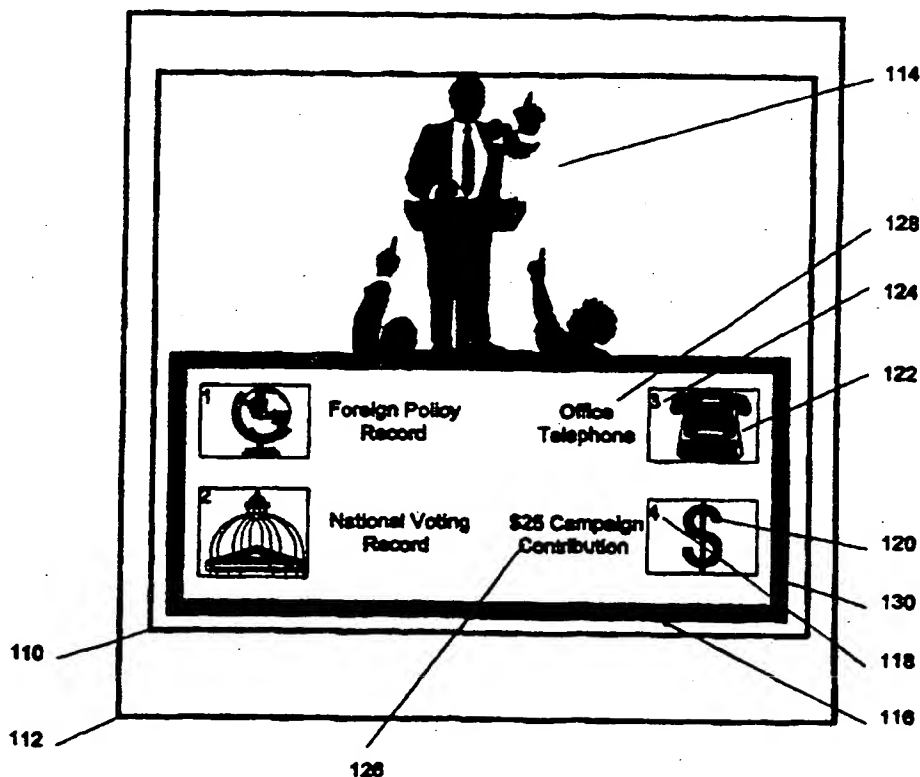 114
128
124
122
1
Foreign Policy
Record
Office
Telephone
3
2
National Voting
Record
$25 Campaign
Contribution
4
120
130
118
116
110
112
126